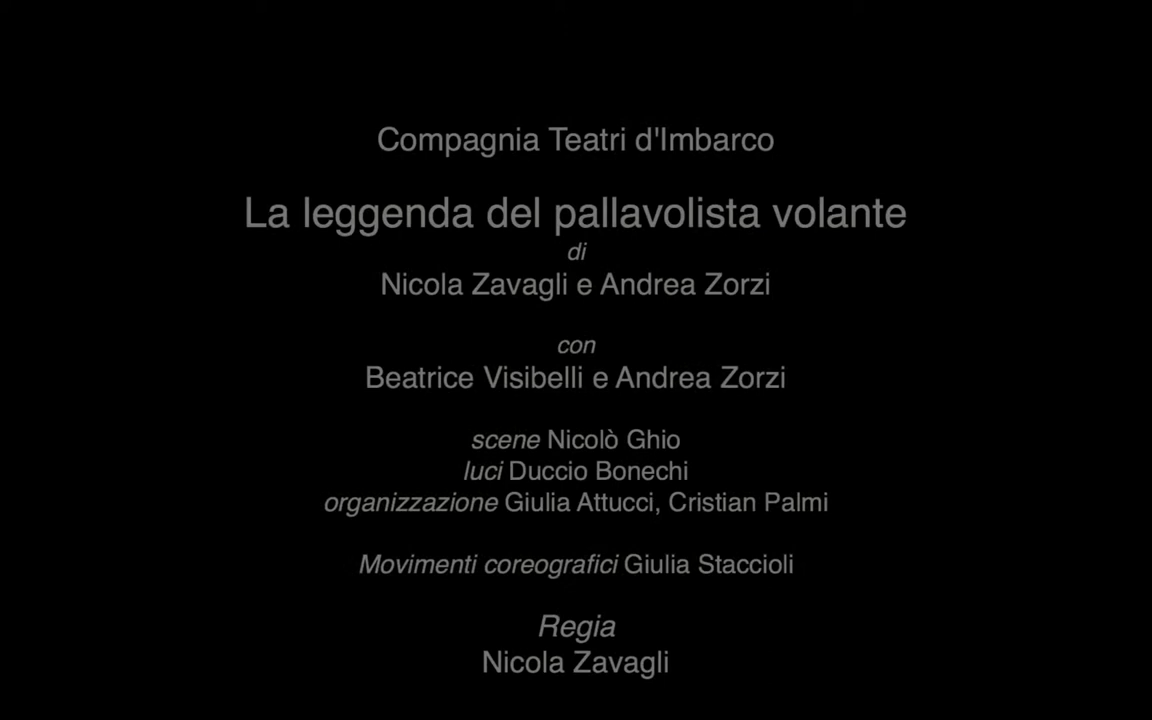 Compagnia Teatri d'Imbarco
La leggenda del pallavolista volante
di
Nicola Zavagli e Andrea Zorzi
con
Beatrice Visibelli e Andrea Zorzi
scene Nicolò Ghio
luci Duccio Bonechi
organizzazione Giulia Attucci, Cristian Palmi
Movimenti coreografici Giulia Staccioli
Regia
Nicola Zavagli